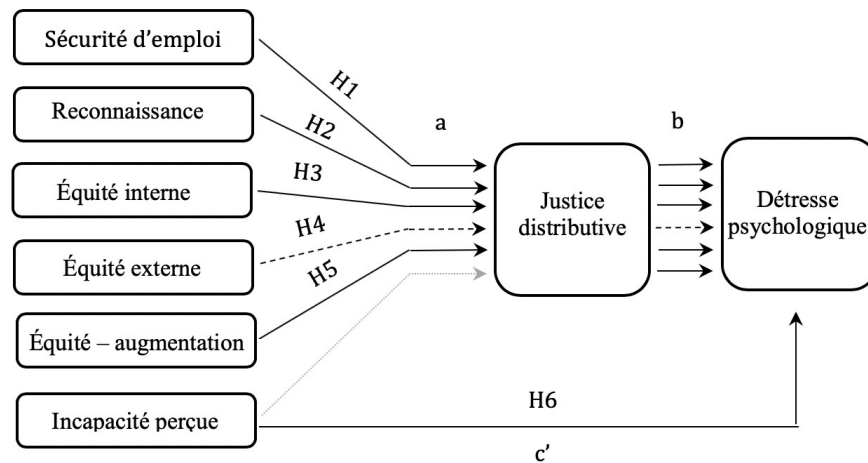 Sécurité d'emploi
Reconnaissance
Équité interne
Équité externe
Équité – augmentation
Incapacité perçue
H1
H2
H3
H4
H5
a
Justice
distributive
b
Détresse
psychologique
H6
c'